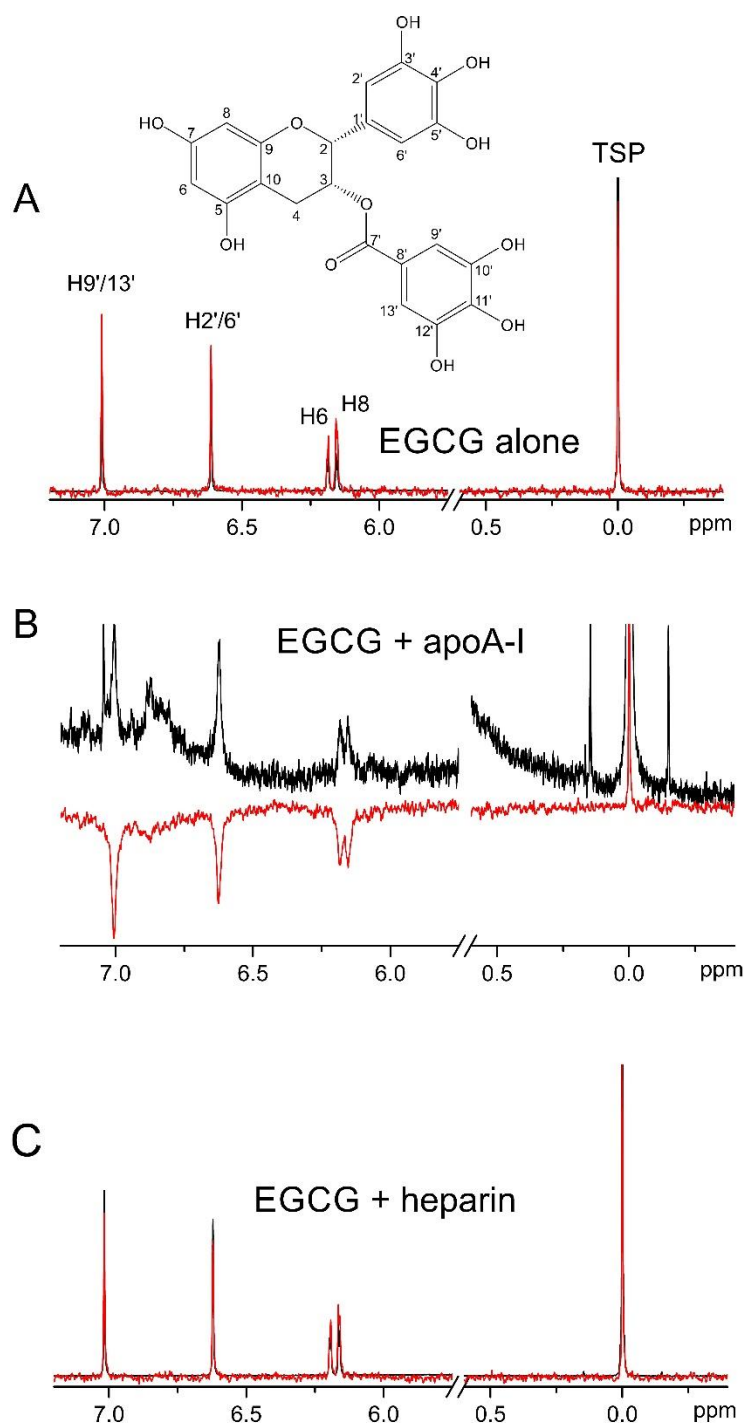 A
OH
3'
4'
OH
2'
8
HO
7
O
1'
5'
OH
9
2
6'
6
10
3
5
4
O
OH
7'
9'
O
8'
OH
10'
13'
11'
12'
OH
OH
TSP
H9'/13'
H2'/6'
H6
H8
EGCG alone
7.0 6.5 6.0 0.5 0.0 ppm
B
EGCG + apoA-I
7.0 6.5 6.0 0.5 0.0 ppm
C
EGCG + heparin
7.0 6.5 6.0 0.5 0.0 ppm